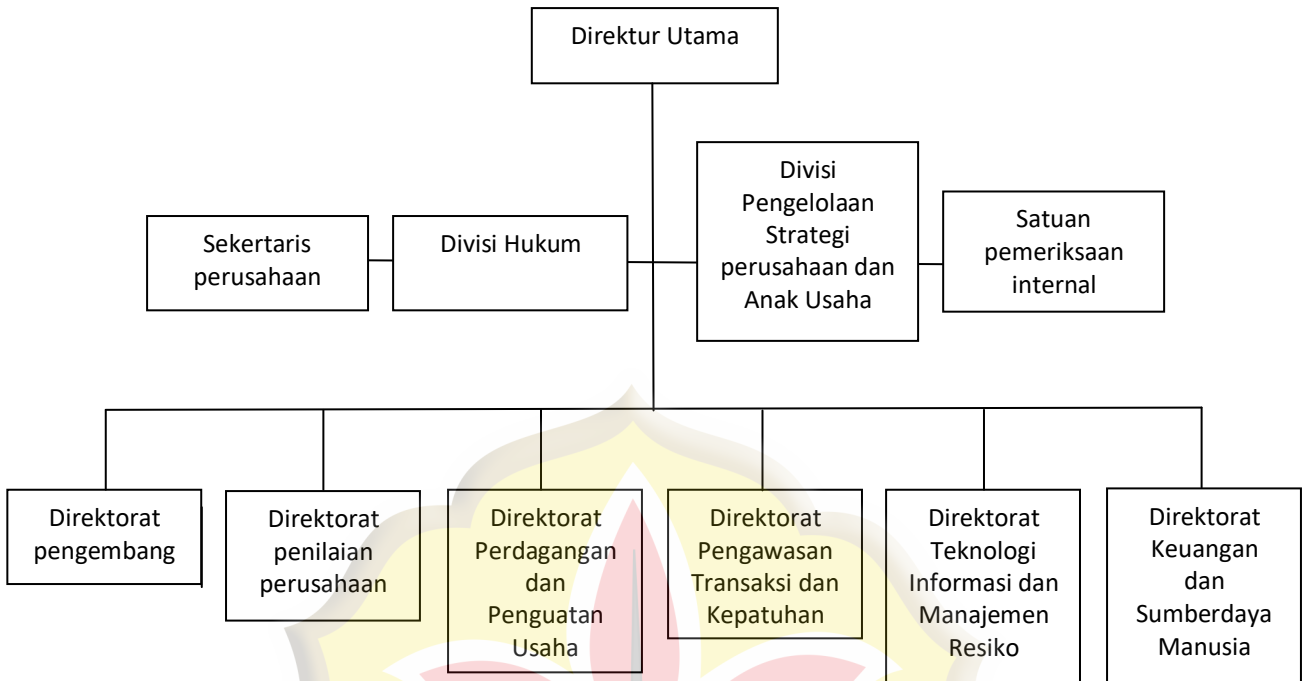 Direktur Utama
Sekertaris
perusahaan
Divisi Hukum
Divisi
Pengelolaan
Strategi
perusahaan dan
Anak Usaha
Satuan
pemeriksaan
internal
Direktorat
pengembang
Direktorat
penilaian
perusahaan
Direktorat
Perdagangan
dan
Penguatan
Usaha
Direktorat
Pengawasan
Transaksi dan
Kepatuhan
Direktorat
Teknologi
Informasi dan
Manajemen
Resiko
Direktorat
Keuangan
dan
Sumberdaya
Manusia